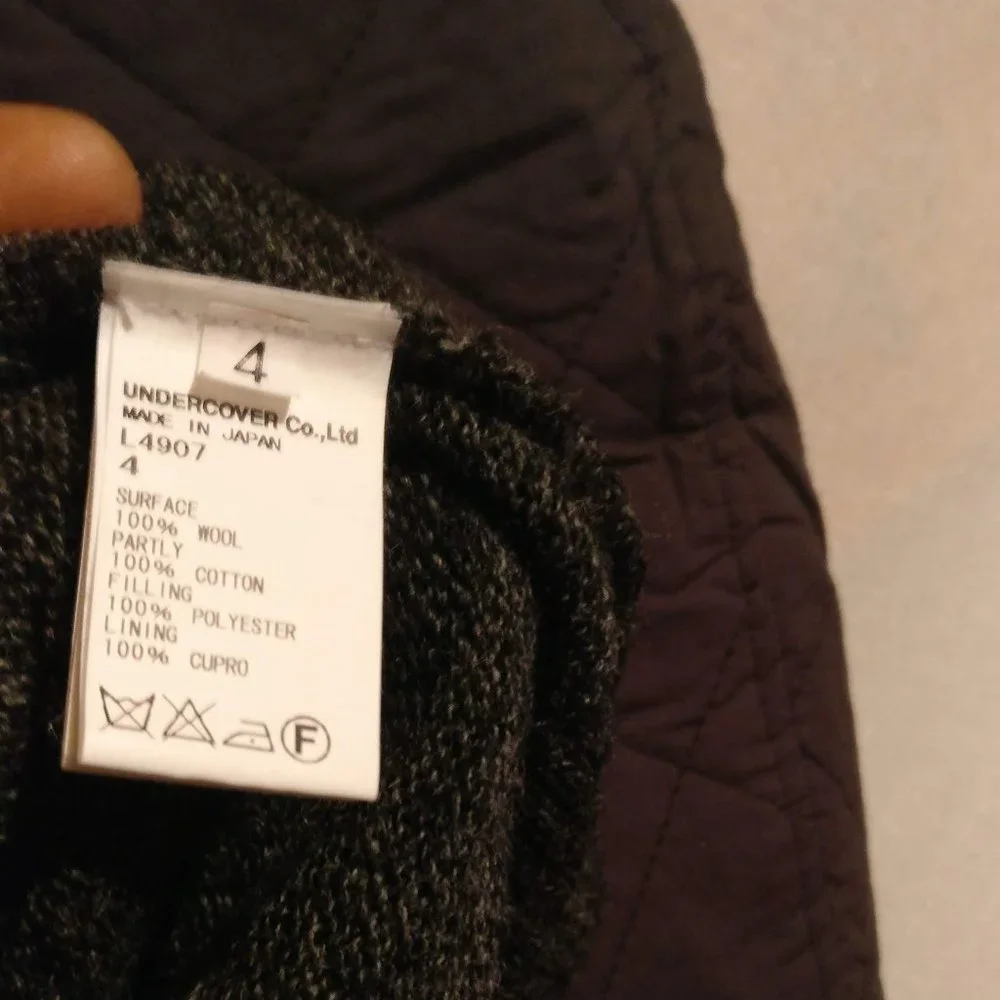 4
UNDERCOVER Co.,Ltd
MADE IN JAPAN
L4907
4
SURFACE
100% WOOL
PARTLY
100% COTTON
FILLING
100% POLYESTER
LINING
100% CUPRO
F